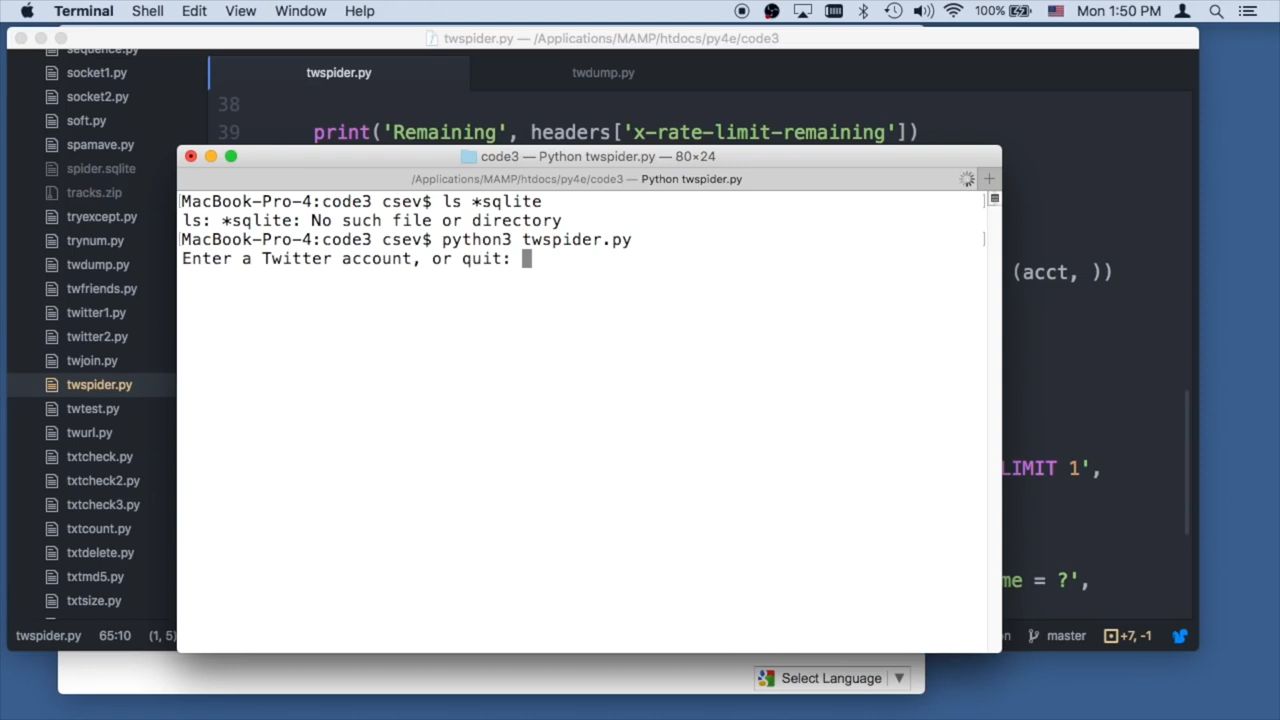 Terminal Shell Edit View Window Help 100% Mon 1:50 PM
twspider.py — /Applications/MAMP/htdocs/py4e/code3
sequence.py
socket1.py
socket2.py
soft.py
spamave.py
spider.sqlite
tracks.zip
tryexcept.py
trynum.py
twdump.py
twfriends.py
twitter1.py
twitter2.py
twjoin.py
twspider.py
twtest.py
twurl.py
txtcheck.py
txtcheck2.py
txtcheck3.py
txtcount.py
txtdelete.py
txtmd5.py
txtsize.py
twspider.py twdump.py
38
39 print('Remaining', headers['x-rate-limit-remaining'])
(acct, ))
LIMIT 1',
me = ?',
code3 — Python twspider.py — 80×24
/Applications/MAMP/htdocs/py4e/code3 — Python twspider.py
MacBook-Pro-4:code3 csev$ ls *sqlite
ls: *sqlite: No such file or directory
MacBook-Pro-4:code3 csev$ python3 twspider.py
Enter a Twitter account, or quit:
twspider.py 65:10 (1, 5) master +7, -1
Select Language